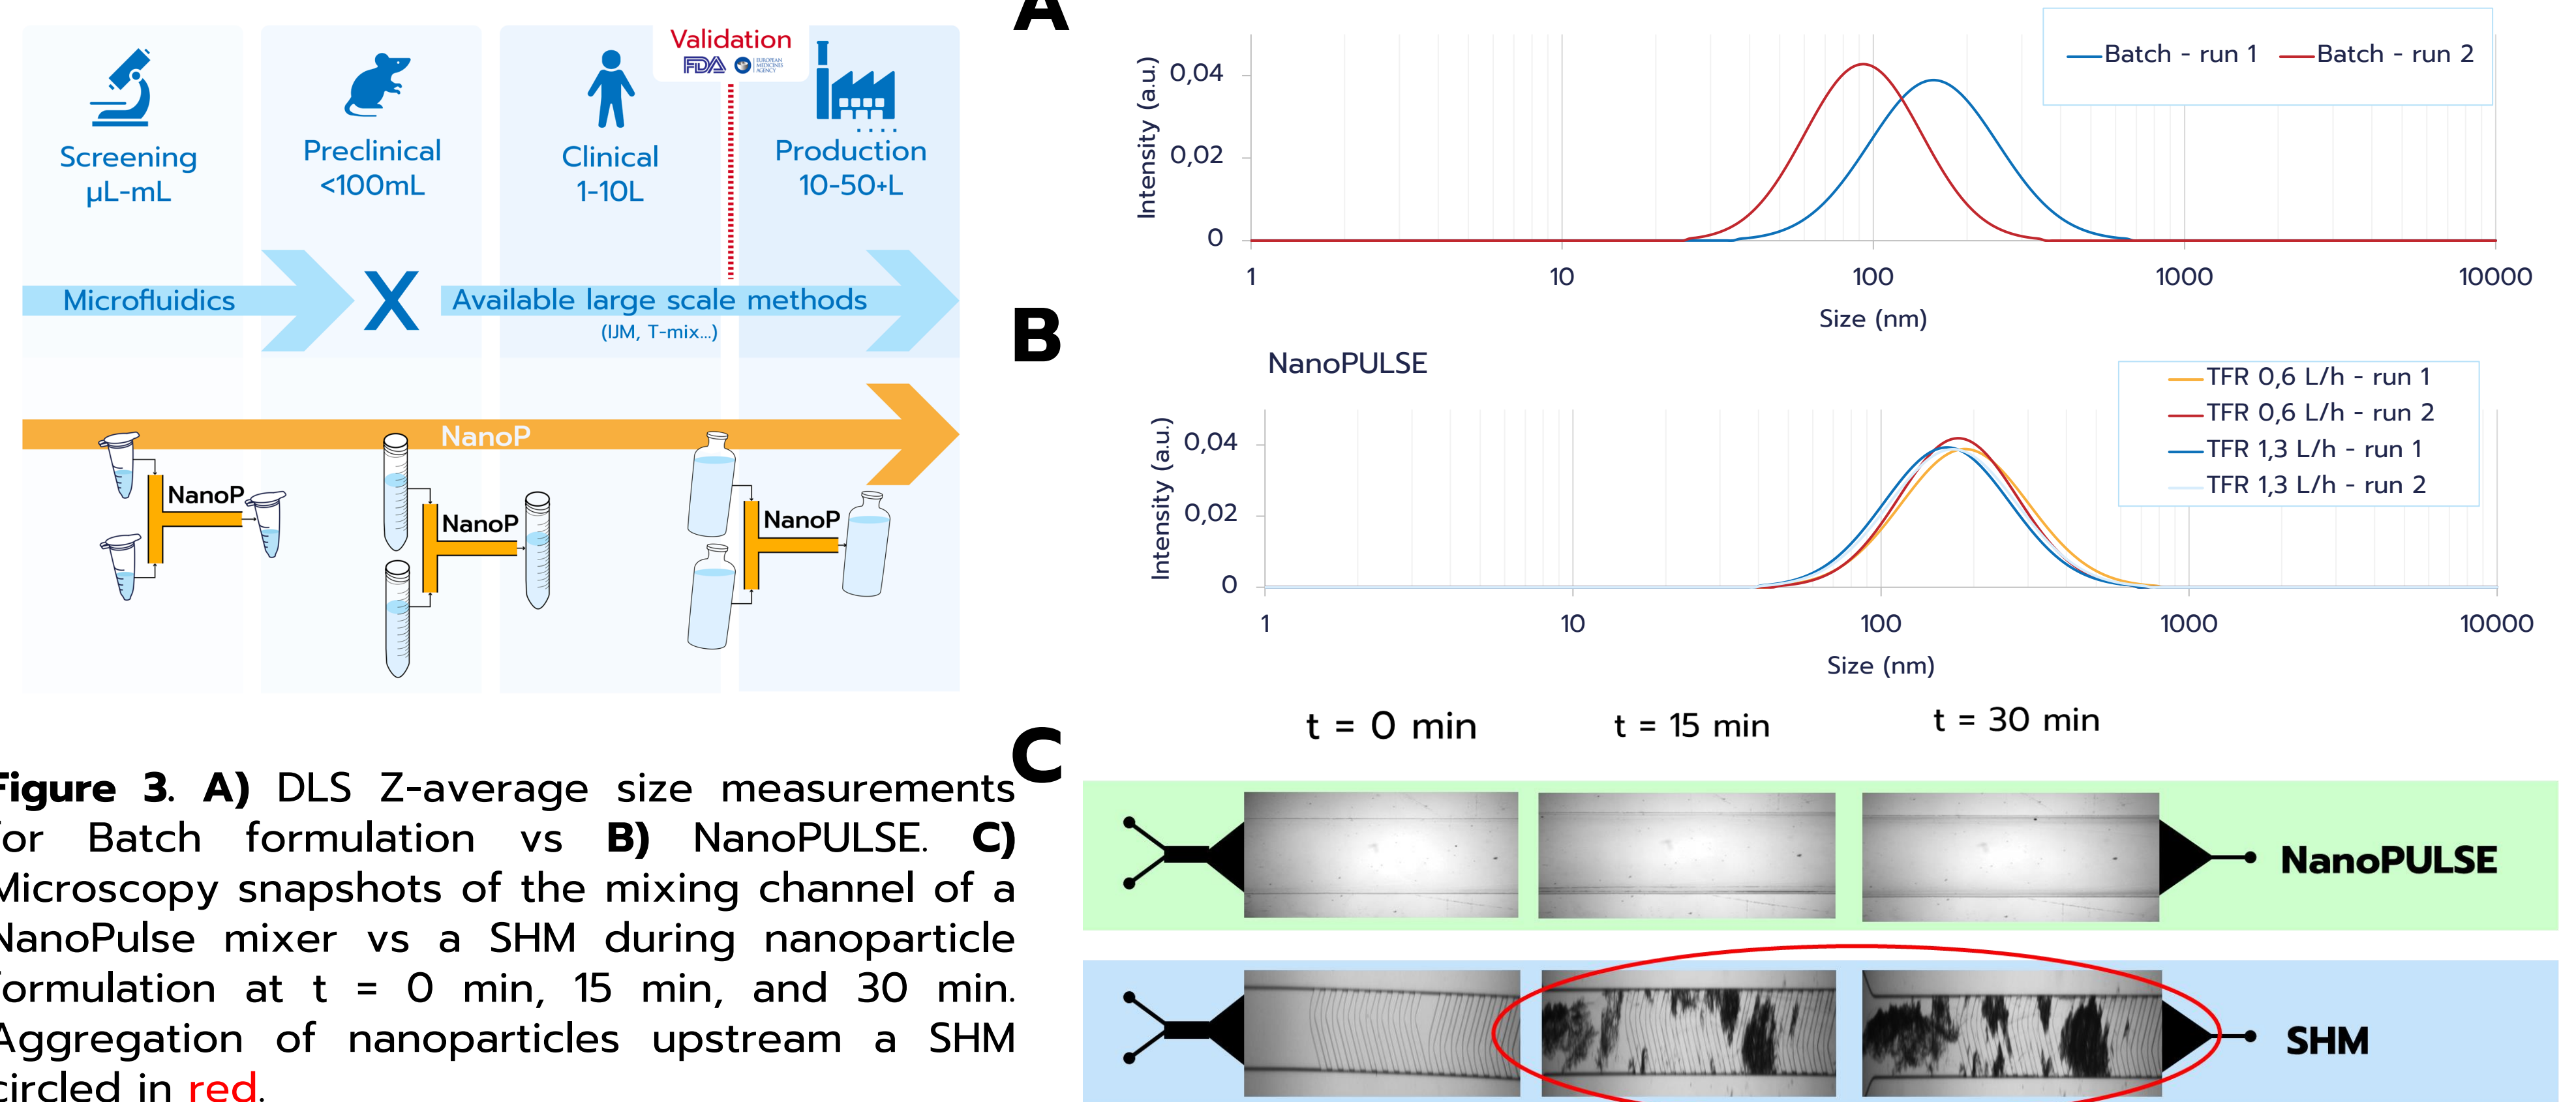 Validation
FDA
EUROPEAN
MEDICINES
AGENCY
Screening
µL-mL
Preclinical
<100mL
Clinical
1-10L
Production
10-50+L
Microfluidics
X
Available large scale methods
(IJM, T-mix...)
NanoP
NanoP
NanoP
NanoP
Figure 3. A) DLS Z-average size measurements
for Batch formulation vs B) NanoPULSE. C)
Microscopy snapshots of the mixing channel of a
NanoPulse mixer vs a SHM during nanoparticle
formulation at t = 0 min, 15 min, and 30 min.
Aggregation of nanoparticles upstream a SHM
circled in red.
A
Batch - run 1
Batch - run 2
Intensity (a.u.)
0,04
0,02
0
1
10
100
1000
10000
Size (nm)
B
NanoPULSE
TFR 0,6 L/h - run 1
TFR 0,6 L/h - run 2
TFR 1,3 L/h - run 1
TFR 1,3 L/h - run 2
Intensity (a.u.)
0,04
0,02
0
1
10
100
1000
10000
Size (nm)
C
t = 0 min
t = 15 min
t = 30 min
NanoPULSE
SHM